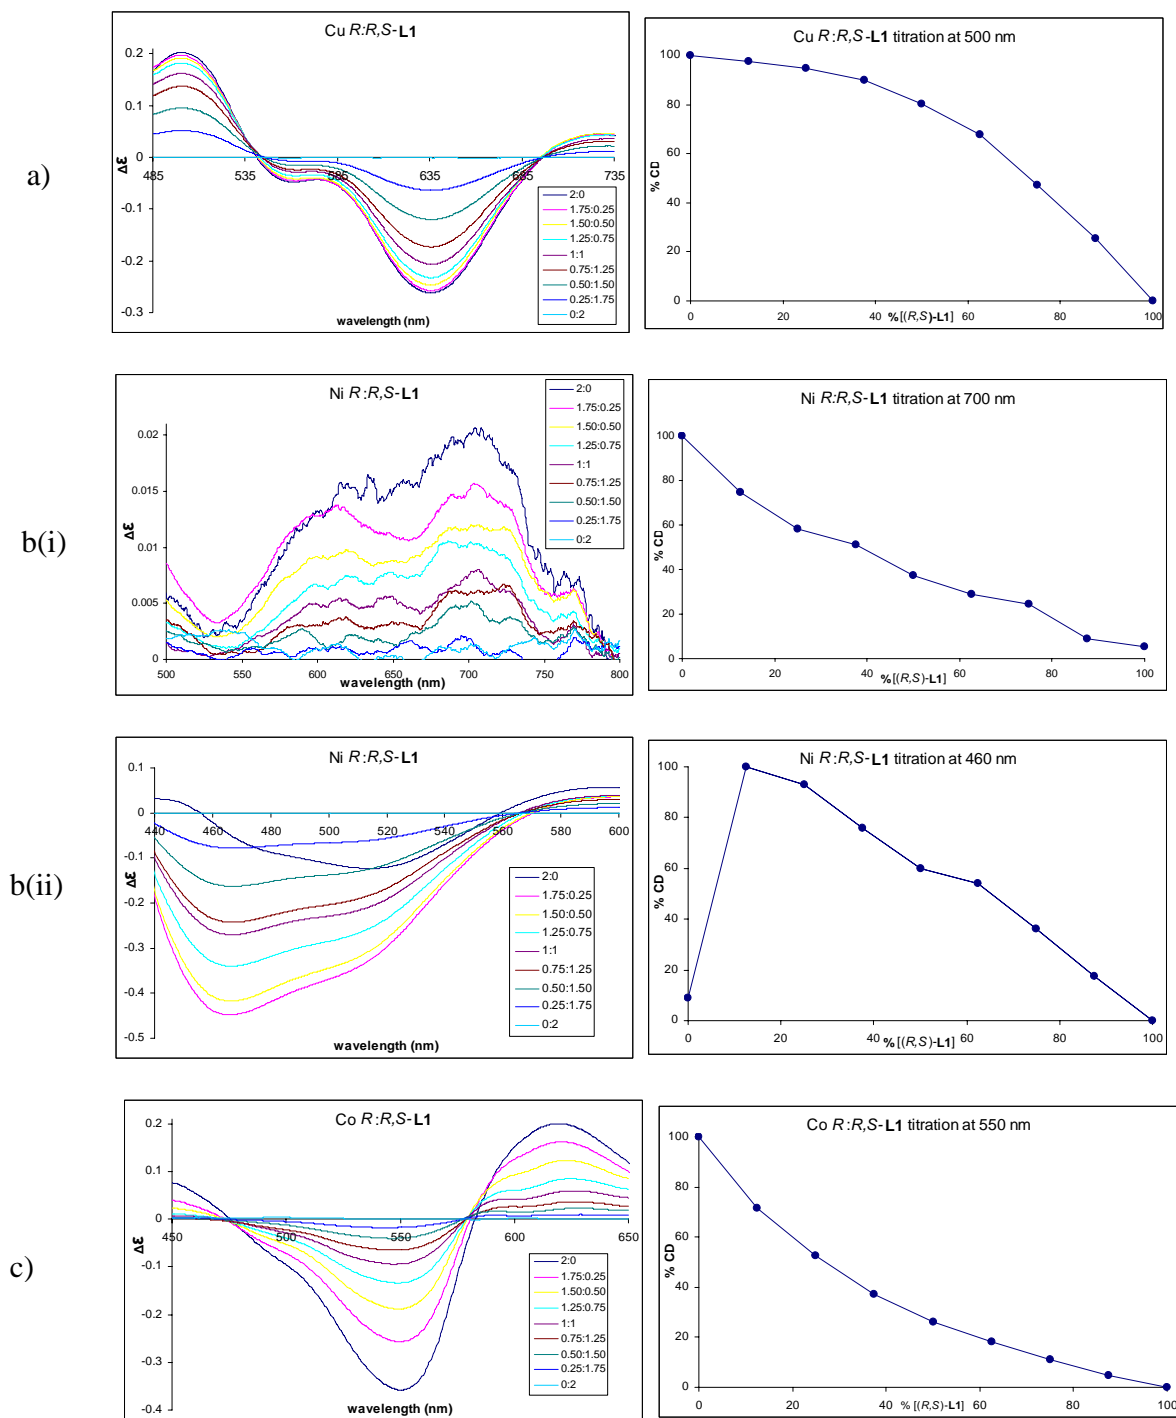 a)
Cu R:R,S-L1
0.2
0.1
0
-0.1
-0.2
-0.3
Δε
485 535 585 635 685 735
wavelength (nm)
2:0
1.75:0.25
1.50:0.50
1.25:0.75
1:1
0.75:1.25
0.50:1.50
0.25:1.75
0:2
Cu R:R,S-L1 titration at 500 nm
100
80
60
40
20
0
% CD
0 20 40 60 80 100
%[(R,S)-L1]
b(i)
Ni R:R,S-L1
0.02
0.015
0.01
0.005
0
Δε
500 550 600 650 700 750 800
wavelength (nm)
2:0
1.75:0.25
1.50:0.50
1.25:0.75
1:1
0.75:1.25
0.50:1.50
0.25:1.75
0:2
Ni R:R,S-L1 titration at 700 nm
100
80
60
40
20
0
% CD
0 20 40 60 80 100
%[(R,S)-L1]
b(ii)
Ni R:R,S-L1
0.1
0
-0.1
-0.2
-0.3
-0.4
-0.5
Δε
440 460 480 500 520 540 560 580 600
wavelength (nm)
2:0
1.75:0.25
1.50:0.50
1.25:0.75
1:1
0.75:1.25
0.50:1.50
0.25:1.75
0:2
Ni R:R,S-L1 titration at 460 nm
100
80
60
40
20
0
% CD
0 20 40 60 80 100
%[(R,S)-L1]
c)
Co R:R,S-L1
0.2
0.1
0
-0.1
-0.2
-0.3
-0.4
Δε
450 500 550 600 650
wavelength (nm)
2:0
1.75:0.25
1.50:0.50
1.25:0.75
1:1
0.75:1.25
0.50:1.50
0.25:1.75
0:2
Co R:R,S-L1 titration at 550 nm
100
80
60
40
20
0
% CD
0 20 40 60 80 100
% [(R,S)-L1]